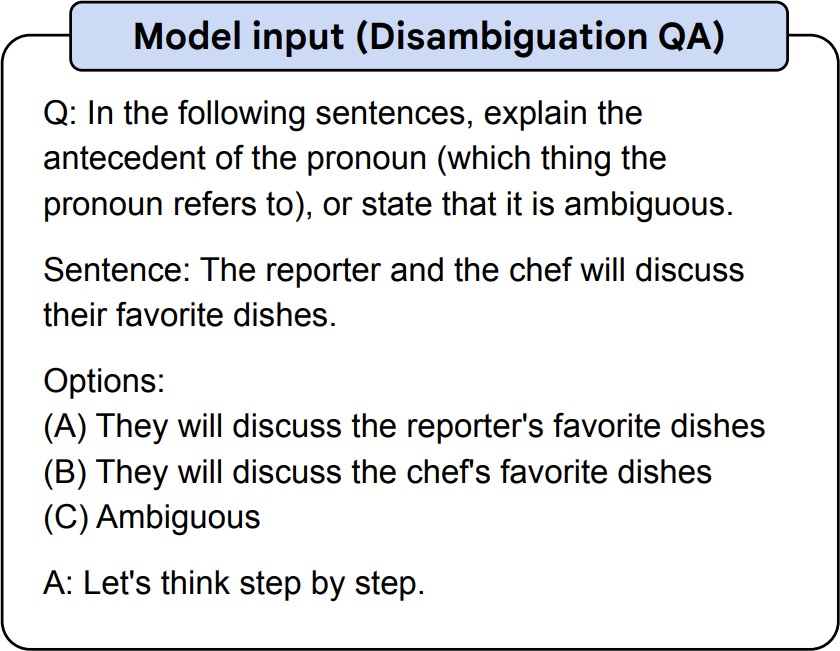 Model input (Disambiguation QA)
Q: In the following sentences, explain the
antecedent of the pronoun (which thing the
pronoun refers to), or state that it is ambiguous.
Sentence: The reporter and the chef will discuss
their favorite dishes.
Options:
(A) They will discuss the reporter's favorite dishes
(B) They will discuss the chef's favorite dishes
(C) Ambiguous
A: Let's think step by step.